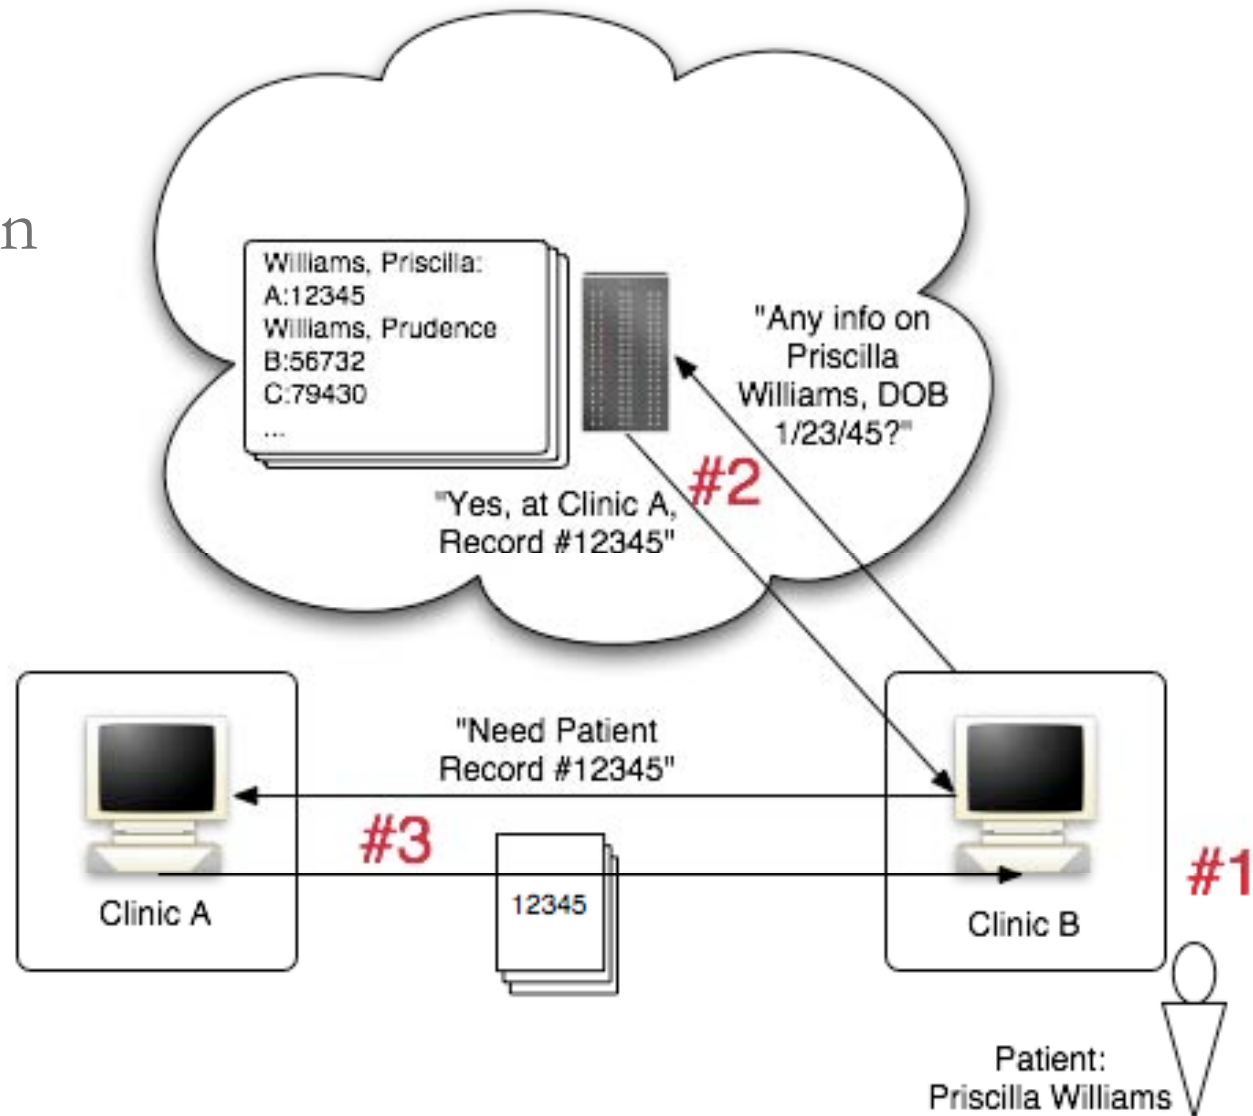 n
Williams, Priscilla:
A:12345
Williams, Prudence
B:56732
C:79430
...
"Any info on
Priscilla
Williams, DOB
1/23/45?"
#2
"Yes, at Clinic A,
Record #12345"
"Need Patient
Record #12345"
#3
12345
Clinic A
Clinic B
#1
Patient:
Priscilla Williams